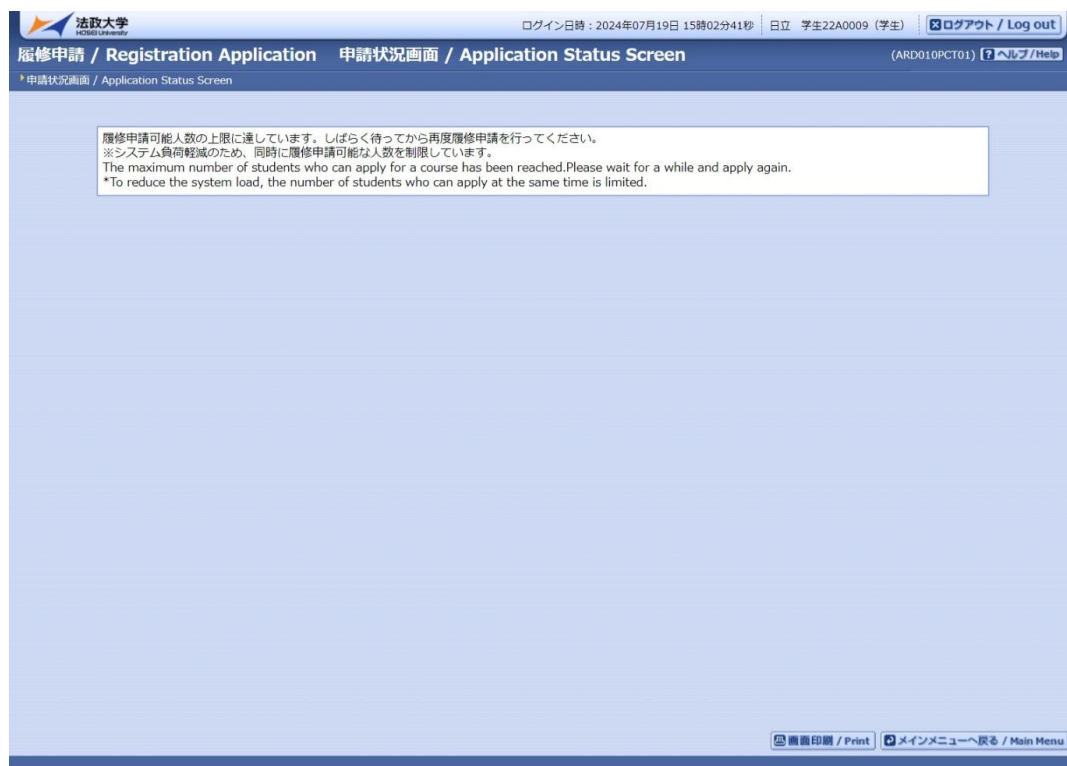 法政大学
HOSEI University
ログイン日時：2024年07月19日 15時02分41秒 日立 学生22A0009（学生） ログアウト / Log out
履修申請 / Registration Application 申請状況画面 / Application Status Screen (ARD010PCT01) ? ヘルプ/Help
申請状況画面 / Application Status Screen
履修申請可能人数の上限に達しています。しばらく待ってから再度履修申請を行ってください。
※システム負荷軽減のため、同時に履修申請可能な人数を制限しています。
The maximum number of students who can apply for a course has been reached.Please wait for a while and apply again.
*To reduce the system load, the number of students who can apply at the same time is limited.
画面印刷 / Print メインメニューへ戻る / Main Menu